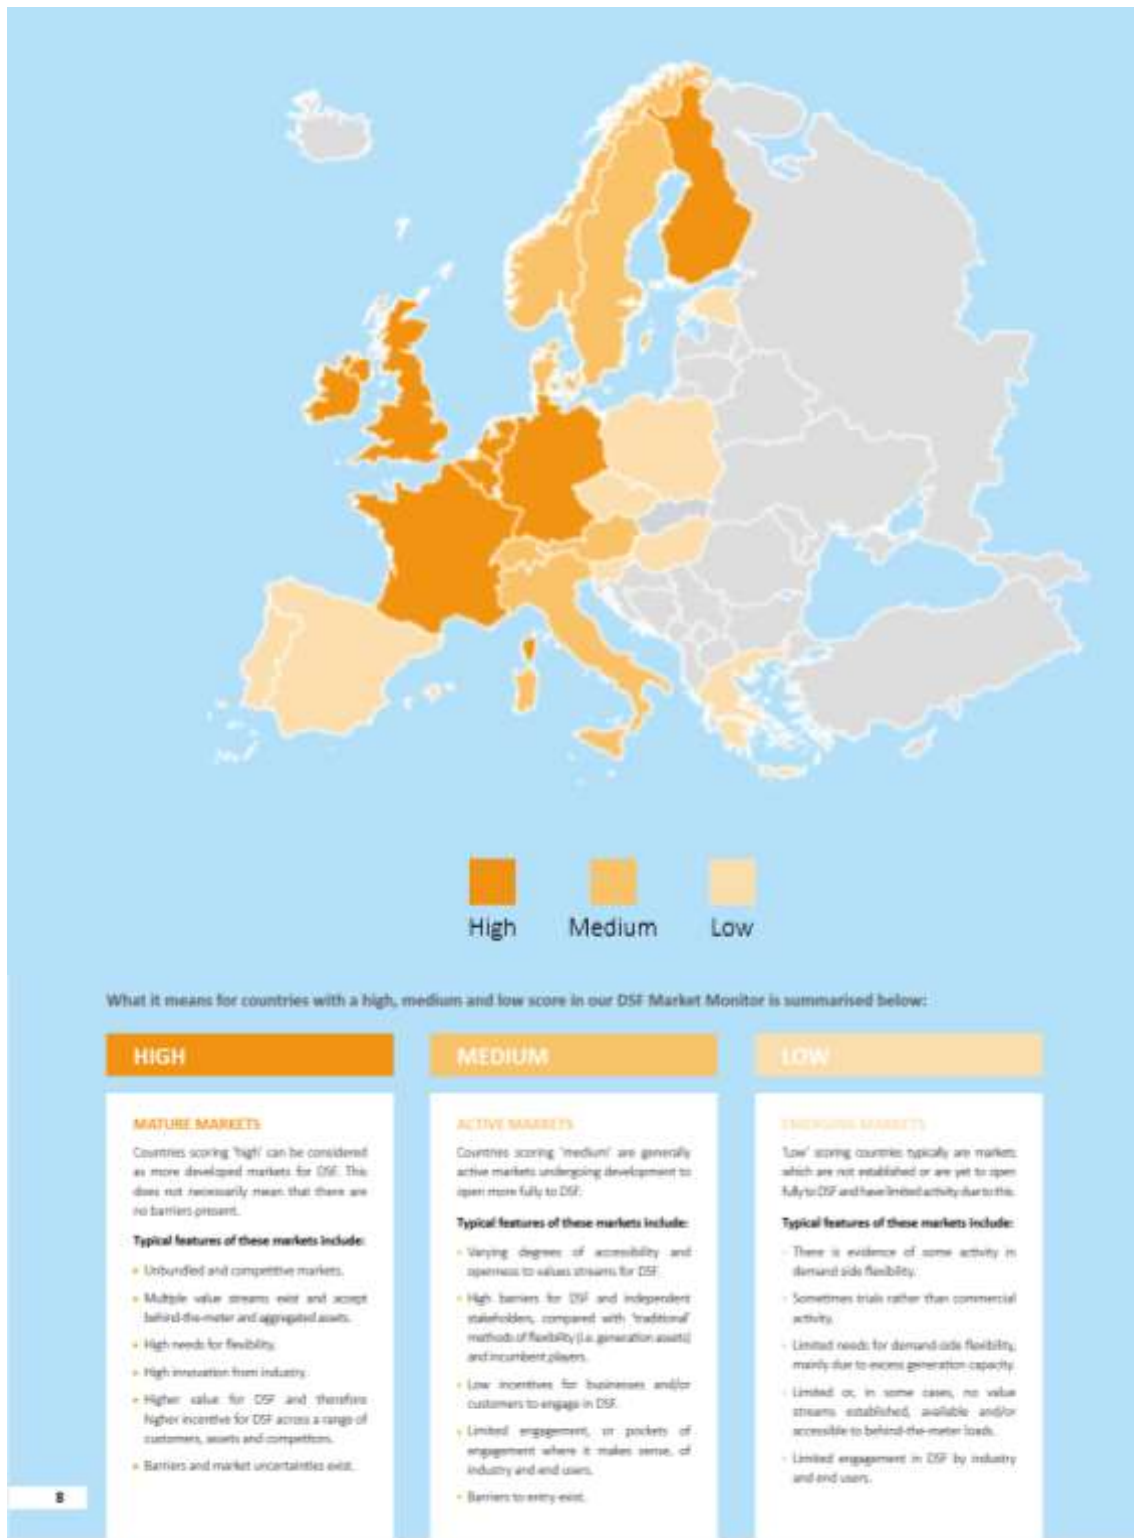 High
Medium
Low
What it means for countries with a high, medium and low score in our DSF Market Monitor is summarised below:
HIGH
MATURE MARKETS
Countries scoring 'high' can be considered
as more developed markets for DSF. This
does not necessarily mean that there are
no barriers present.
Typical features of these markets include:
• Unbundled and competitive markets.
• Multiple value streams exist and accept
behind-the-meter and aggregated assets.
• High needs for flexibility.
• High innovation from industry.
• Higher value for DSF and therefore
higher incentive for DSF across a range of
customers, assets and competitors.
• Barriers and market uncertainties exist.
MEDIUM
ACTIVE MARKETS
Countries scoring 'medium' are generally
active markets undergoing development to
open more fully to DSF.
Typical features of these markets include:
• Varying degrees of accessibility and
openness to values streams for DSF.
• High barriers for DSF and independent
stakeholders, compared with 'traditional'
methods of flexibility (i.e. generation assets)
and incumbent players.
• Low incentives for businesses and/or
customers to engage in DSF.
• Limited engagement, or pockets of
engagement where it makes sense, of
industry and end users.
• Barriers to entry exist.
LOW
EMERGING MARKETS
'Low' scoring countries typically are markets
which are not established or are yet to open
fully to DSF and have limited activity due to this.
Typical features of these markets include:
• There is evidence of some activity in
demand side flexibility.
• Sometimes trials rather than commercial
activity.
• Limited needs for demand-side flexibility,
mainly due to excess generation capacity.
• Limited or, in some cases, no value
streams established, available and/or
accessible to behind-the-meter loads.
• Limited engagement in DSF by industry
and end users.
8